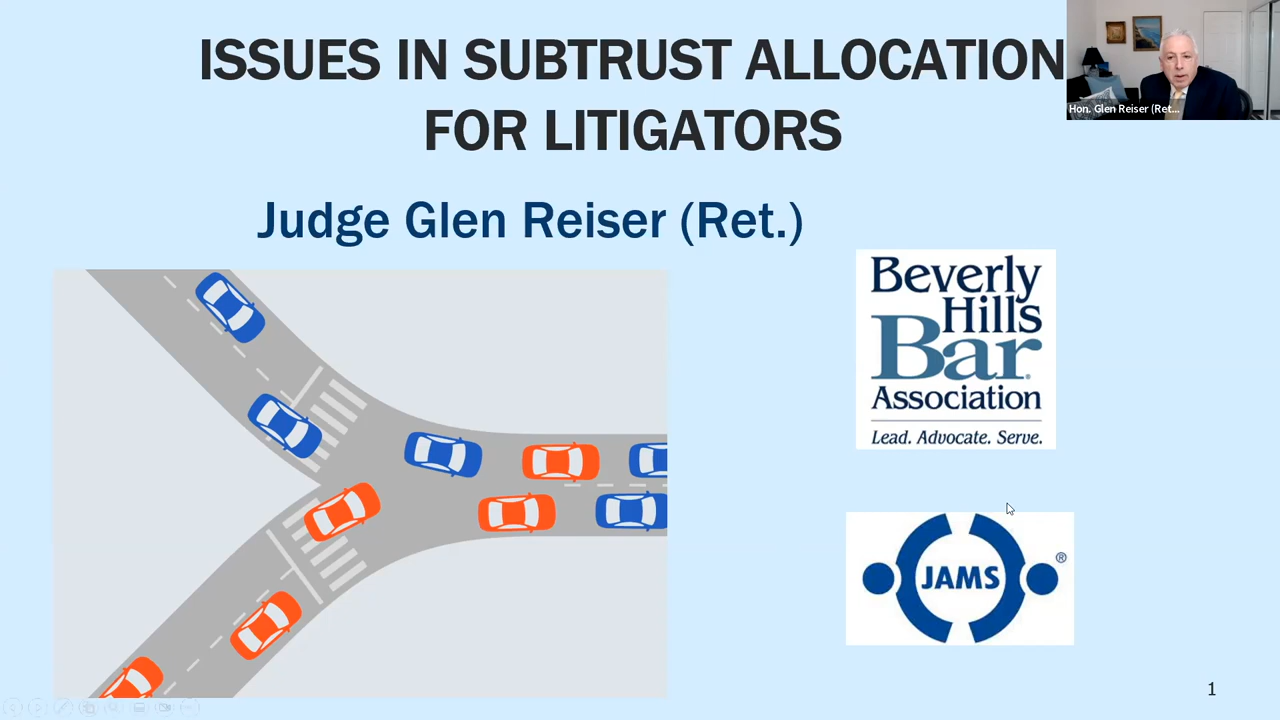 ISSUES IN SUBTRUST ALLOCATION
FOR LITIGATORS
Hon. Glen Reiser (Ret...
Judge Glen Reiser (Ret.)
Beverly
Hills
Bar
Association
Lead. Advocate. Serve.
JAMS
®
1